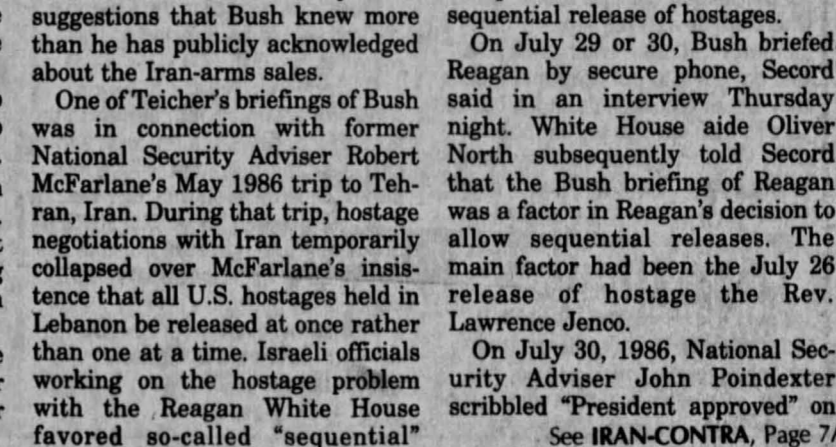 suggestions that Bush knew more
than he has publicly acknowledged
about the Iran-arms sales.
One of Teicher's briefings of Bush
was in connection with former
National Security Adviser Robert
McFarlane's May 1986 trip to Teh-
ran, Iran. During that trip, hostage
negotiations with Iran temporarily
collapsed over McFarlane's insis-
tence that all U.S. hostages held in
Lebanon be released at once rather
than one at a time. Israeli officials
working on the hostage problem
with the Reagan White House
favored so-called "sequential"
sequential release of hostages.
On July 29 or 30, Bush briefed
Reagan by secure phone, Secord
said in an interview Thursday
night. White House aide Oliver
North subsequently told Secord
that the Bush briefing of Reagan
was a factor in Reagan's decision to
allow sequential releases. The
main factor had been the July 26
release of hostage the Rev.
Lawrence Jenco.
On July 30, 1986, National Sec-
urity Adviser John Poindexter
scribbled "President approved" on
See IRAN-CONTRA, Page 7,